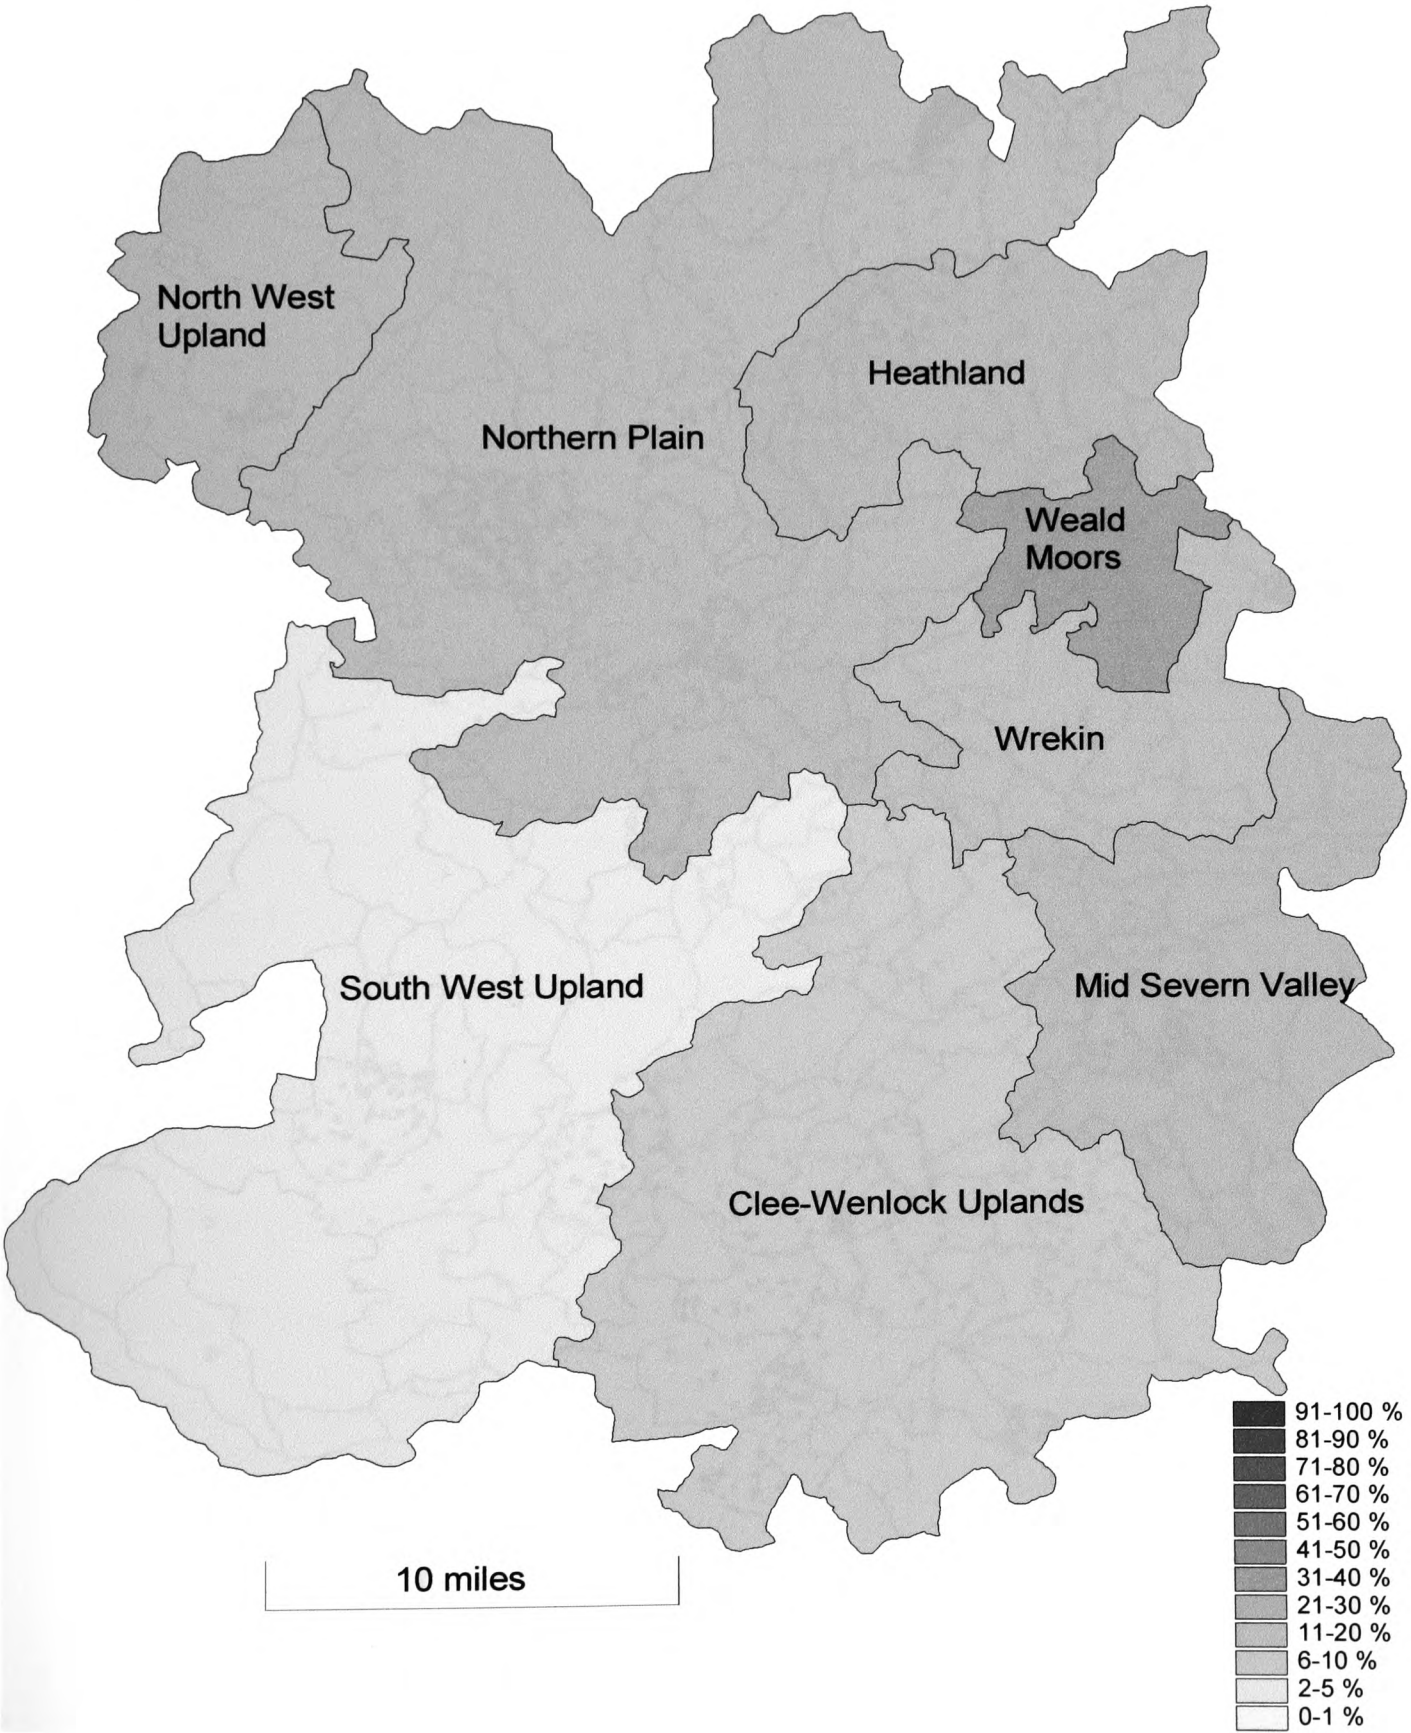 North West
Upland
Heathland
Northern Plain
Weald
Moors
Wrekin
South West Upland
Mid Severn Valley
Clee-Wenlock Uplands
10 miles
91-100 %
81-90 %
71-80 %
61-70 %
51-60 %
41-50 %
31-40 %
21-30 %
11-20 %
6-10 %
2-5 %
0-1 %